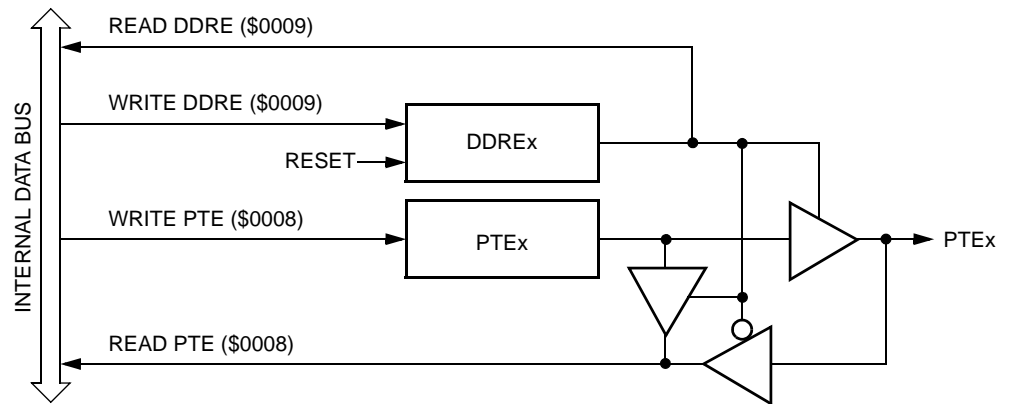 READ DDRE ($0009)
WRITE DDRE ($0009)
DDREx
RESET
INTERNAL DATA BUS
WRITE PTE ($0008)
PTEx
PTEx
READ PTE ($0008)